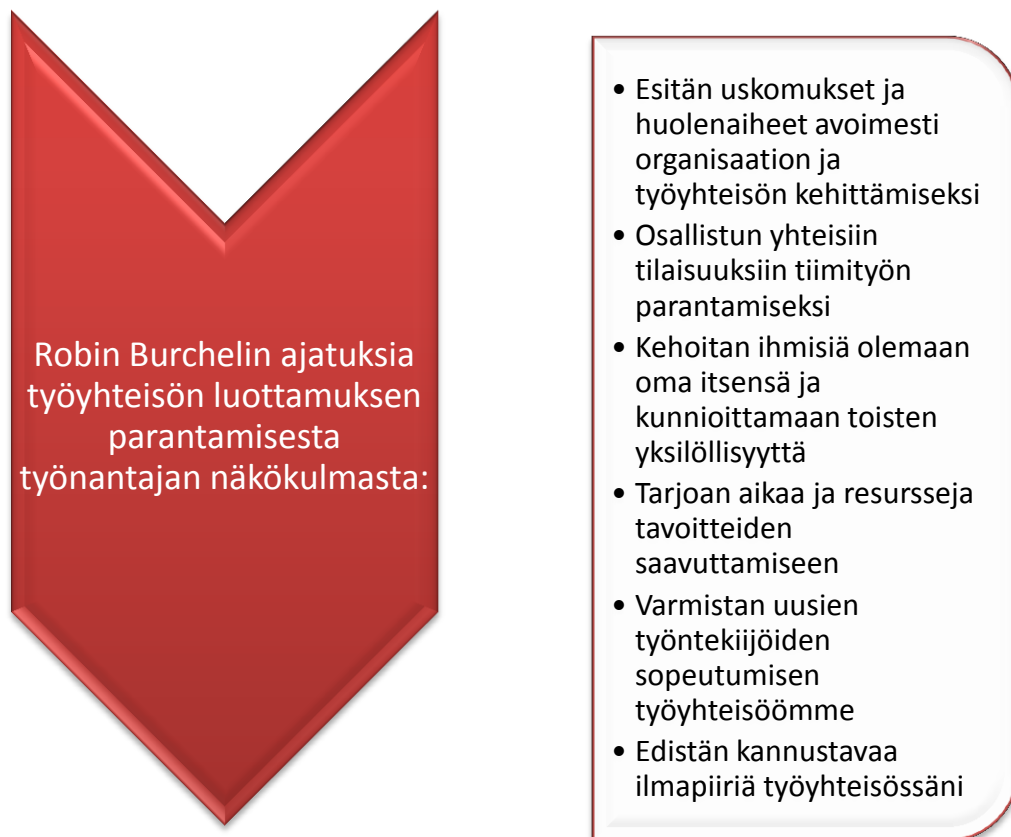 Robin Burchelin ajatuksia
työyhteisön luottamuksen
parantamisesta
työnantajan näkökulmasta:
• Esitän uskomukset ja
huolenaiheet avoimesti
organisaation ja
työyhteisön kehittämiseksi
• Osallistun yhteisiin
tilaisuuksiin tiimityön
parantamiseksi
• Kehoitan ihmisiä olemaan
oma itsensä ja
kunnioittamaan toisten
yksilöllisyyttä
• Tarjoan aikaa ja resursseja
tavoitteiden
saavuttamiseen
• Varmistan uusien
työntekiijöiden
sopeutumisen
työyhteisöömme
• Edistän kannustavaa
ilmapiiriä työyhteisössäni